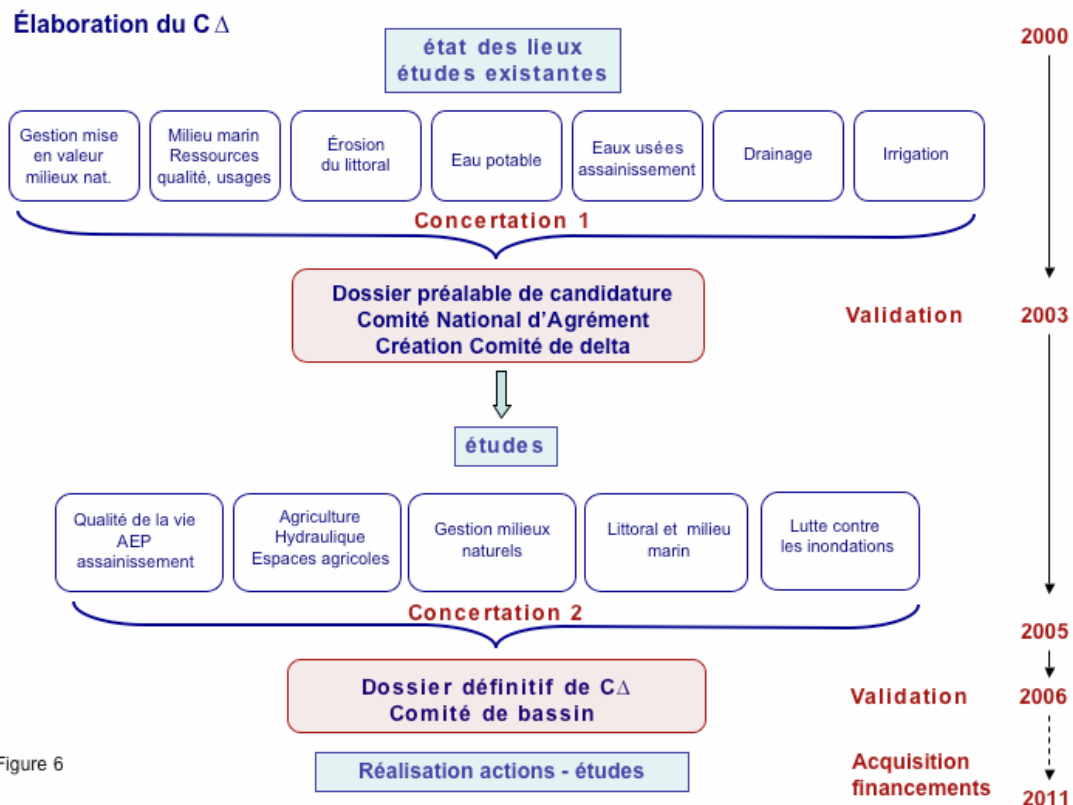 Élaboration du C Δ
2000
état des lieux
études existantes
Gestion mise
en valeur
milieux nat.
Milieu marin
Ressources
qualité, usages
Érosion
du littoral
Eau potable
Eaux usées
assainissement
Drainage
Irrigation
Concertation 1
Dossier préalable de candidature
Comité National d'Agrément
Création Comité de delta
Validation
2003
études
Qualité de la vie
AEP
assainissement
Agriculture
Hydraulique
Espaces agricoles
Gestion milieux
naturels
Littoral et milieu
marin
Lutte contre
les inondations
Concertation 2
2005
Dossier définitif de CΔ
Comité de bassin
Validation
2006
Figure 6
Réalisation actions - études
Acquisition
financements
2011